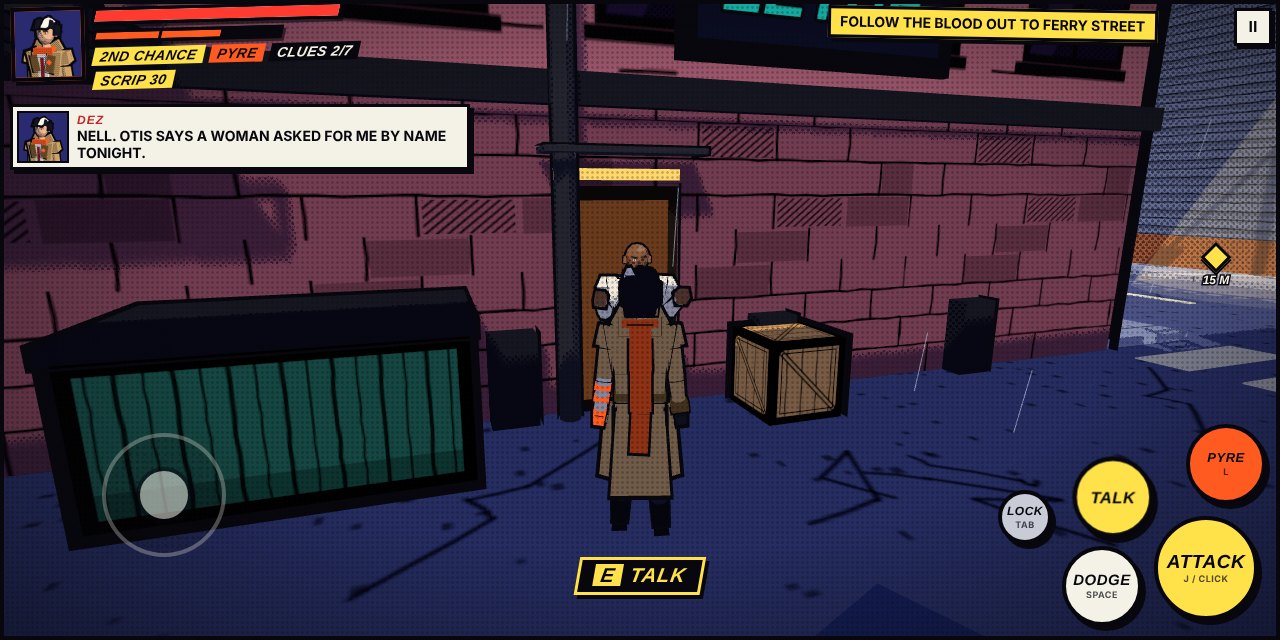 FOLLOW THE BLOOD OUT TO FERRY STREET
II
2ND CHANCE PYRE CLUES 2/7
SCRIP 30
DEZ
NELL. OTIS SAYS A WOMAN ASKED FOR ME BY NAME
TONIGHT.
15 M
PYRE
L
TALK
LOCK
TAB
ATTACK
J / CLICK
DODGE
SPACE
E TALK